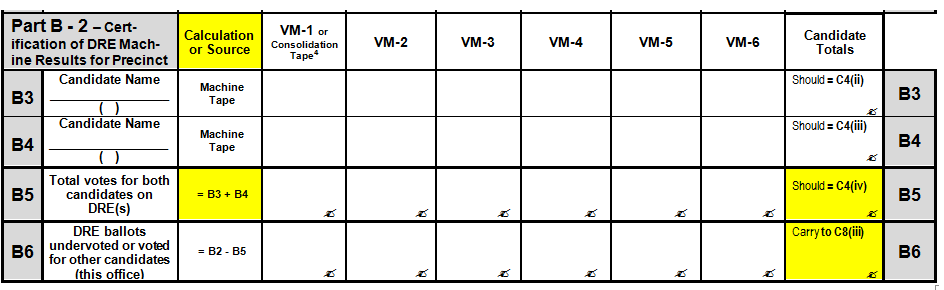 Part B - 2 – Cert-
ification of DRE Mach-
ine Results for Precinct
Calculation
or Source
VM-1 or
Consolidation
Tape4
VM-2
VM-3
VM-4
VM-5
VM-6
Candidate
Totals
B3
Candidate Name
( )
Machine
Tape
Should = C4(ii)
B3
B4
Candidate Name
( )
Machine
Tape
Should = C4(iii)
B4
B5
Total votes for both
candidates on
DRE(s)
= B3 + B4
Should = C4(iv)
B5
B6
DRE ballots
undervoted or voted
for other candidates
(this office)
= B2 - B5
Carry to C8(iii)
B6